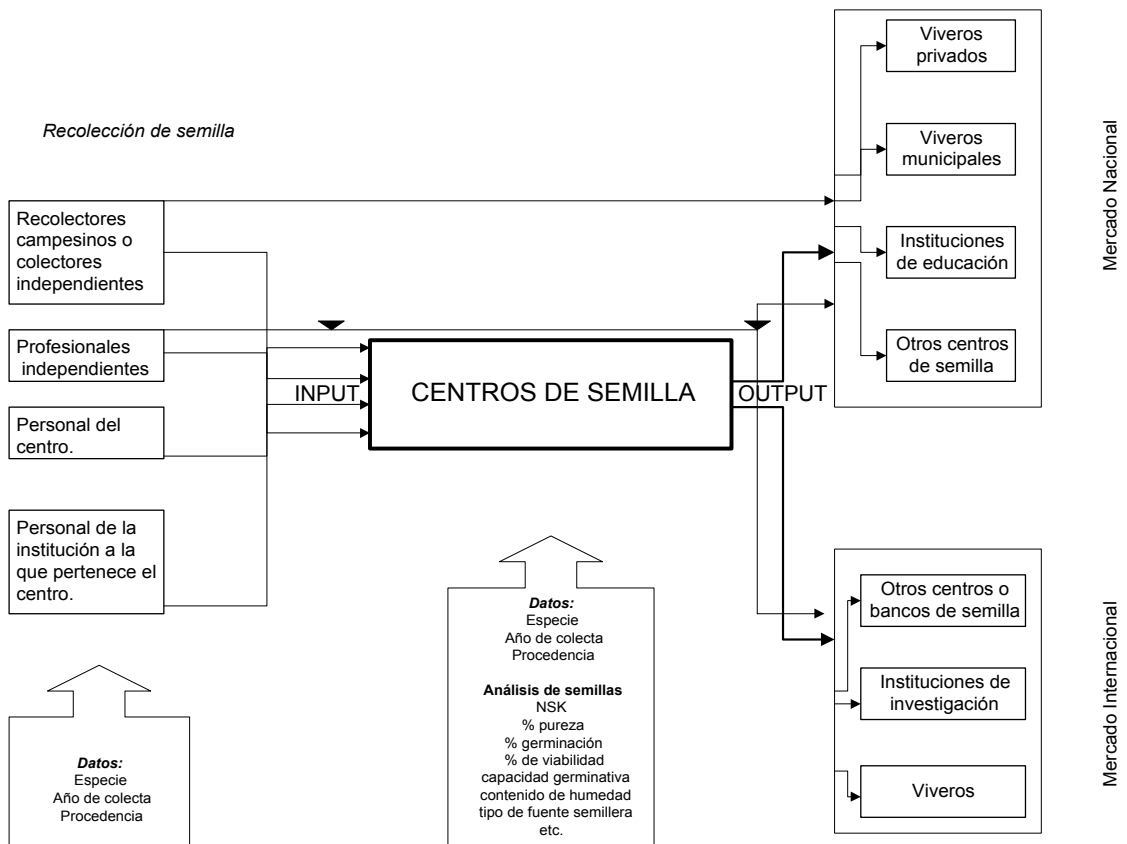 Recolección de semilla
Recolectores
campesinos o
colectores
independientes
Profesionales
independientes
Personal del
centro.
Personal de la
institución a la
que pertenece el
centro.
Datos:
Especie
Año de colecta
Procedencia
INPUT
CENTROS DE SEMILLA
OUTPUT
Datos:
Especie
Año de colecta
Procedencia
Análisis de semillas
NSK
% pureza
% germinación
% de viabilidad
capacidad germinativa
contenido de humedad
tipo de fuente semillera
etc.
Viveros
privados
Viveros
municipales
Instituciones
de educación
Otros centros
de semilla
Mercado Nacional
Otros centros o
bancos de semilla
Instituciones de
investigación
Viveros
Mercado Internacional